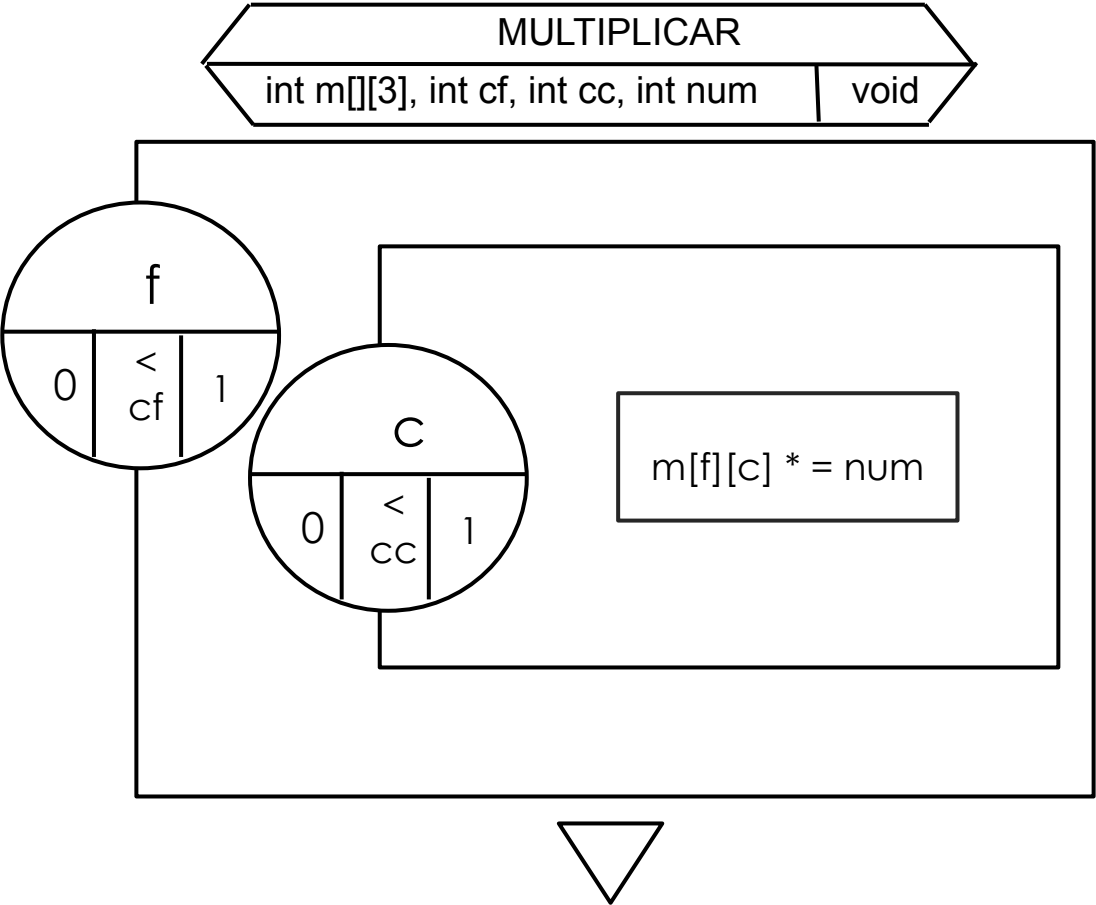 MULTIPLICAR
int m[][3], int cf, int cc, int num void
f
0 < cf 1
c
0 < cc 1
m[f][c] * = num